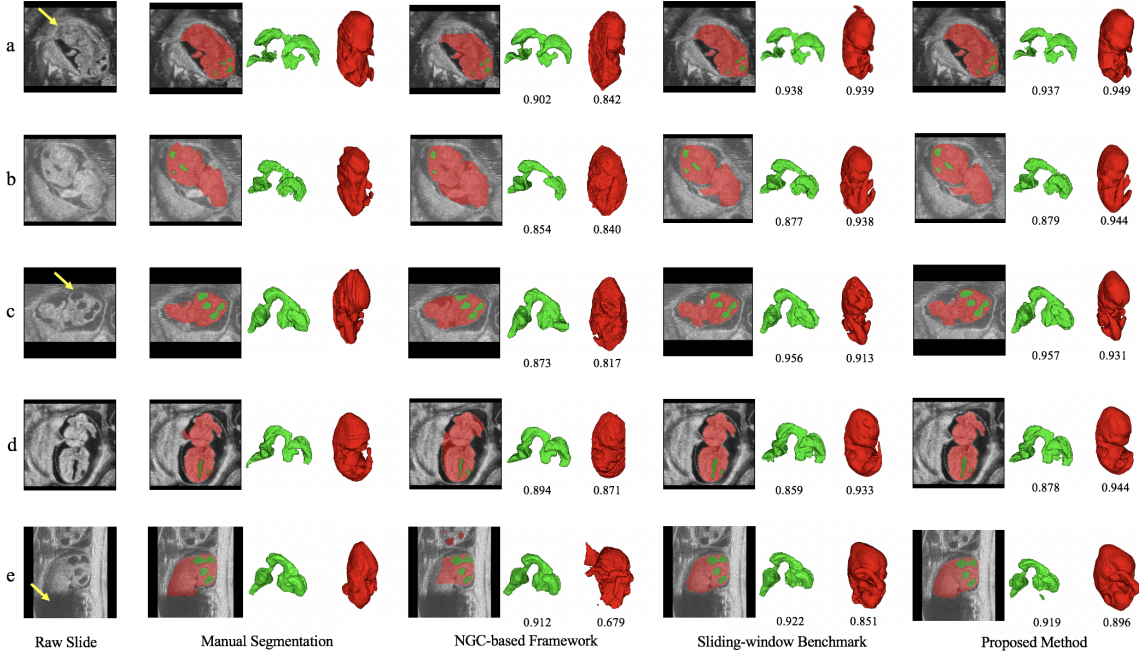 a
0.902 0.842 0.938 0.939 0.937 0.949
b
0.854 0.840 0.877 0.938 0.879 0.944
c
0.873 0.817 0.956 0.913 0.957 0.931
d
0.894 0.871 0.859 0.933 0.878 0.944
e
0.912 0.679 0.922 0.851 0.919 0.896
Raw Slide Manual Segmentation NGC-based Framework Sliding-window Benchmark Proposed Method